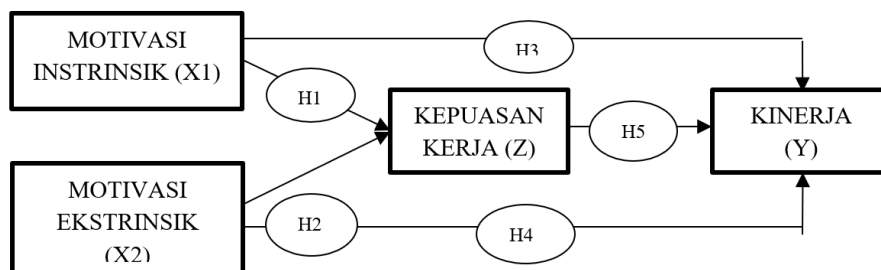 MOTIVASI
INSTRINSIK (X1)
H3
H1
KEPUASAN
KERJA (Z)
H5
KINERJA
(Y)
MOTIVASI
EKSTRINSIK
(X2)
H2
H4